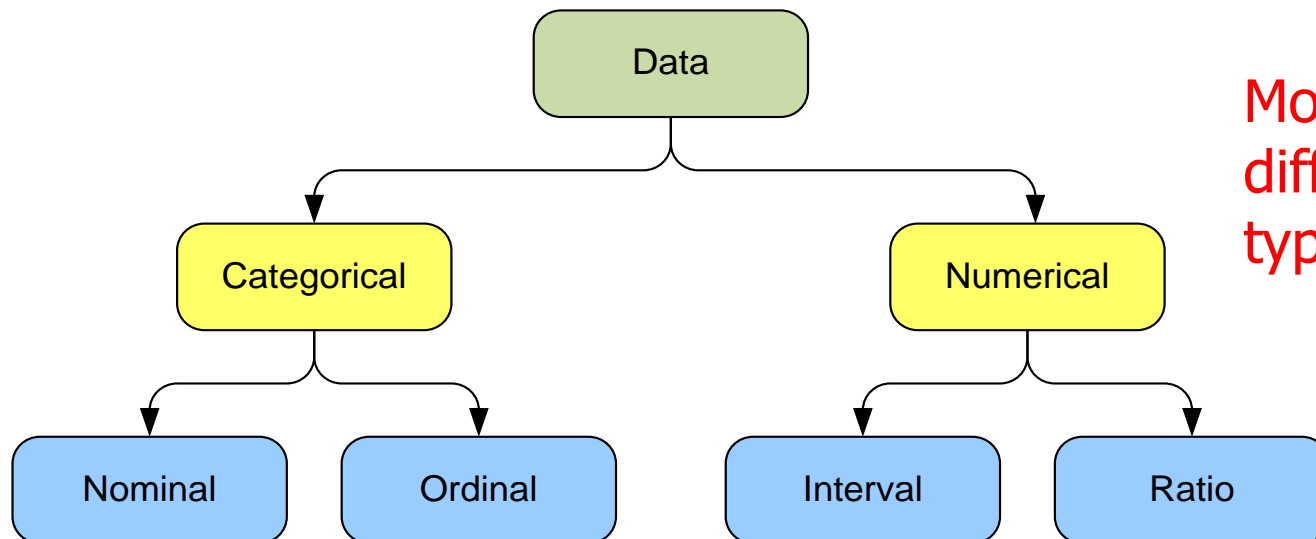 Data
Categorical
Numerical
Nominal
Ordinal
Interval
Ratio